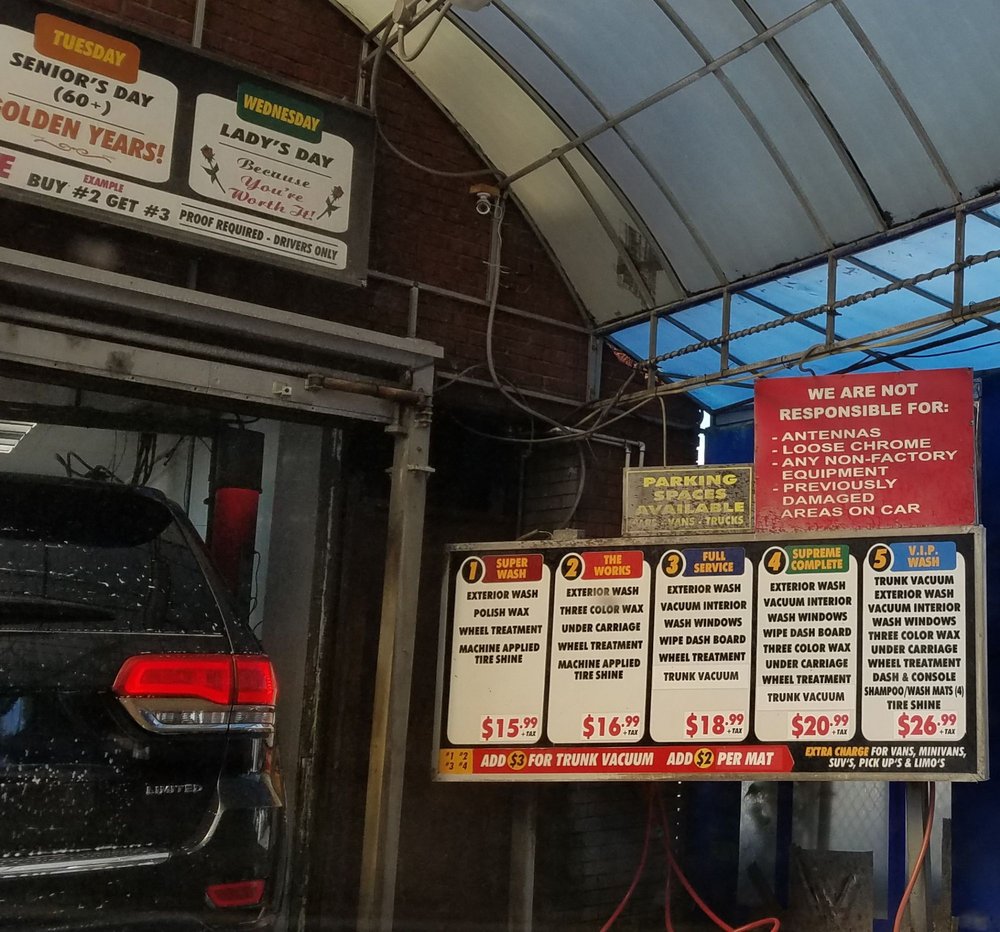 TUESDAY
SENIOR'S DAY
(60+)
OLDEN YEARS!
WEDNESDAY
LADY'S DAY
Because
You're
Worth It!
E
EXAMPLE
BUY #2 GET #3
PROOF REQUIRED - DRIVERS ONLY
WE ARE NOT
RESPONSIBLE FOR:
- ANTENNAS
- LOOSE CHROME
- ANY NON-FACTORY
EQUIPMENT
- PREVIOUSLY
DAMAGED
AREAS ON CAR
PARKING
SPACES
AVAILABLE
VANS - TRUCKS
1 SUPER
WASH
EXTERIOR WASH
POLISH WAX
WHEEL TREATMENT
MACHINE APPLIED
TIRE SHINE
$15.99
+TAX
2 THE
WORKS
EXTERIOR WASH
THREE COLOR WAX
UNDER CARRIAGE
WHEEL TREATMENT
MACHINE APPLIED
TIRE SHINE
$16.99
+TAX
3 FULL
SERVICE
EXTERIOR WASH
VACUUM INTERIOR
WASH WINDOWS
WIPE DASH BOARD
WHEEL TREATMENT
TRUNK VACUUM
$18.99
+TAX
4 SUPREME
COMPLETE
EXTERIOR WASH
VACUUM INTERIOR
WASH WINDOWS
WIPE DASH BOARD
THREE COLOR WAX
UNDER CARRIAGE
WHEEL TREATMENT
TRUNK VACUUM
$20.99
+TAX
5 V.I.P.
WASH
TRUNK VACUUM
EXTERIOR WASH
VACUUM INTERIOR
WASH WINDOWS
THREE COLOR WAX
UNDER CARRIAGE
WHEEL TREATMENT
DASH & CONSOLE
SHAMPOO/WASH MATS (4)
TIRE SHINE
$26.99
+TAX
#1 #2
#3 #4
ADD $3 FOR TRUNK VACUUM ADD $2 PER MAT
EXTRA CHARGE FOR VANS, MINIVANS,
SUV'S, PICK UP'S & LIMO'S
LIMITED